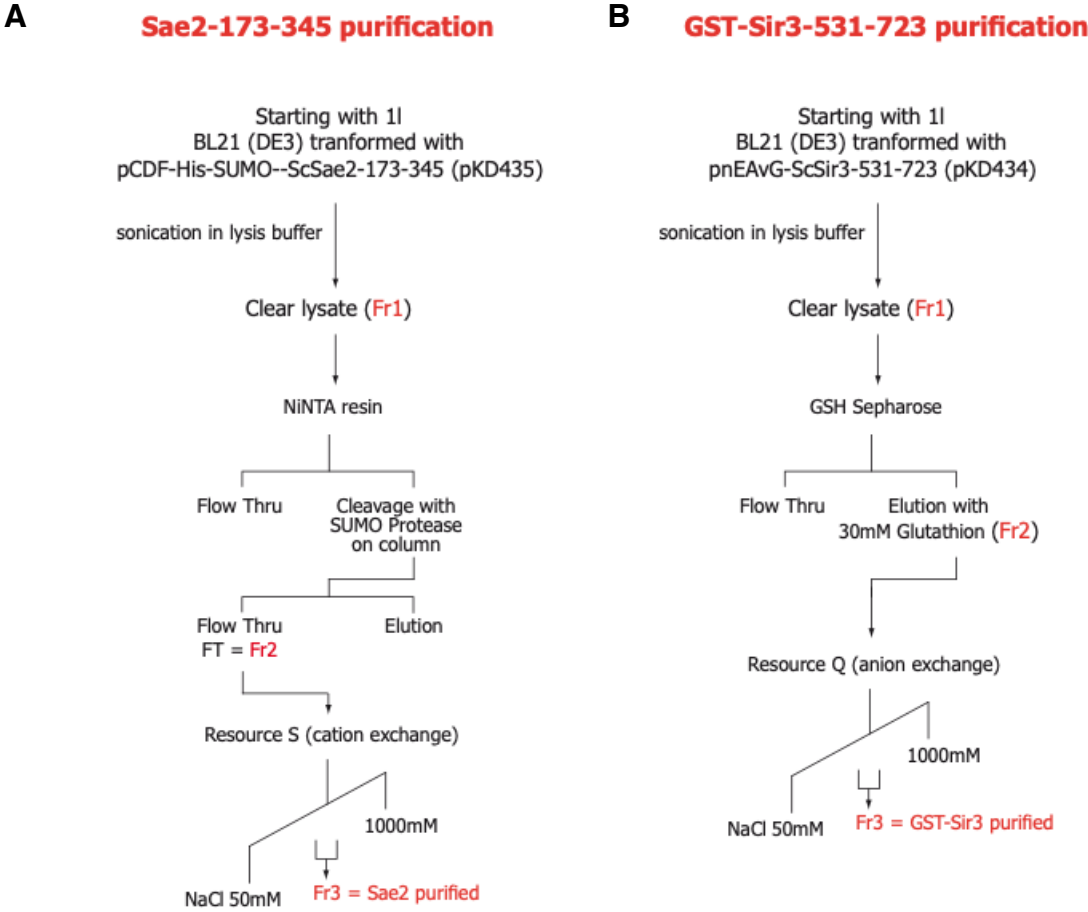 A
Sae2-173-345 purification
Starting with 1l
BL21 (DE3) tranformed with
pCDF-His-SUMO--ScSae2-173-345 (pKD435)
sonication in lysis buffer
Clear lysate (Fr1)
NiNTA resin
Flow Thru
Cleavage with
SUMO Protease
on column
Flow Thru
FT = Fr2
Elution
Resource S (cation exchange)
1000mM
NaCl 50mM
Fr3 = Sae2 purified
B
GST-Sir3-531-723 purification
Starting with 1l
BL21 (DE3) tranformed with
pnEAvG-ScSir3-531-723 (pKD434)
sonication in lysis buffer
Clear lysate (Fr1)
GSH Sepharose
Flow Thru
Elution with
30mM Glutathion (Fr2)
Resource Q (anion exchange)
1000mM
NaCl 50mM
Fr3 = GST-Sir3 purified